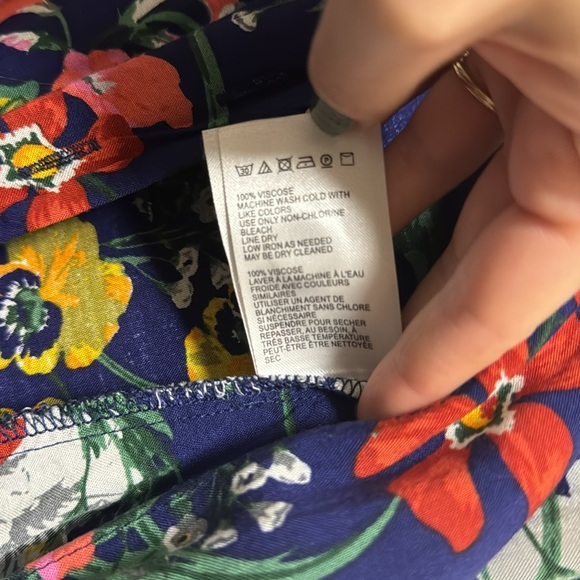 100% VISCOSE
MACHINE WASH COLD WITH
LIKE COLORS
USE ONLY NON-CHLORINE
BLEACH
LINE DRY
LOW IRON AS NEEDED
MAY BE DRY CLEANED
100% VISCOSE
LAVER À LA MACHINE À L'EAU
FROIDE AVEC COULEURS
SIMILAIRES
UTILISER UN AGENT DE
BLANCHIMENT SANS CHLORE
SI NÉCESSAIRE
SUSPENDRE POUR SECHER
REPASSER, AU BESOIN, À
TRÈS BASSE TEMPÉRATURE
PEUT-ÊTRE NETTOYÉE
SEC